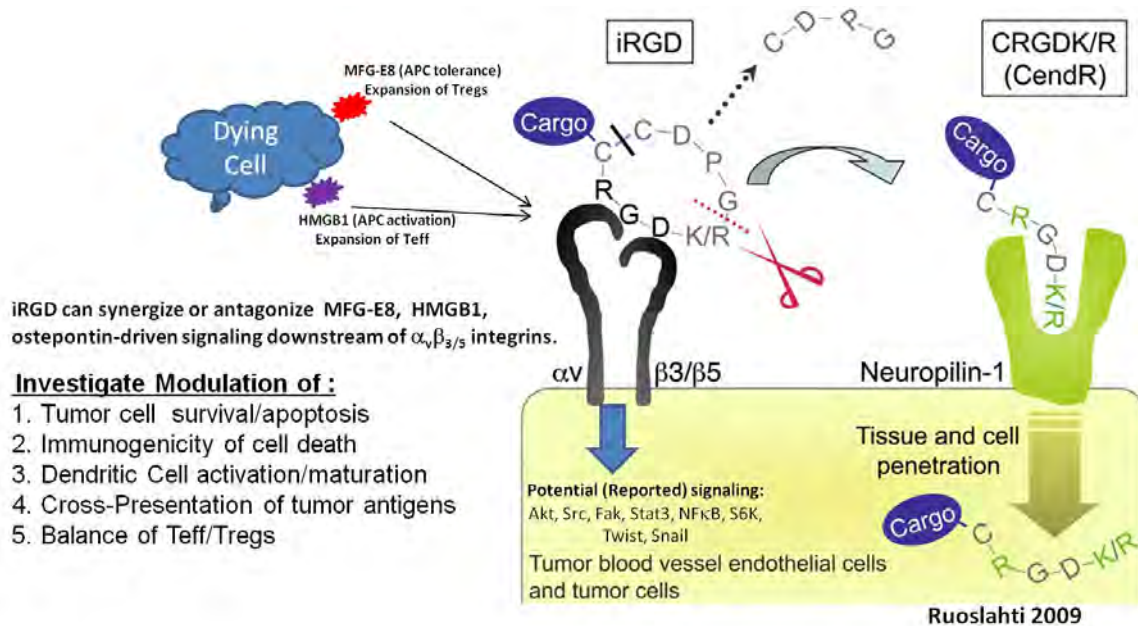 MFG-E8 (APC tolerance)
Expansion of Tregs
Dying
Cell
HMGB1 (APC activation)
Expansion of Teff
iRGD
C D P G
Cargo
C
C
D
P
G
R
G
D
K/R
CRGDK/R
(CendR)
Cargo
C
R
G
D
K/R
iRGD can synergize or antagonize MFG-E8, HMGB1,
ostepontin-driven signaling downstream of αvβ3/5 integrins.
Investigate Modulation of :
1. Tumor cell survival/apoptosis
2. Immunogenicity of cell death
3. Dendritic Cell activation/maturation
4. Cross-Presentation of tumor antigens
5. Balance of Teff/Tregs
αv
β3/β5
Neuropilin-1
Potential (Reported) signaling:
Akt, Src, Fak, Stat3, NFκB, S6K,
Twist, Snail
Tumor blood vessel endothelial cells
and tumor cells
Tissue and cell
penetration
Cargo
C
R
G
D
K/R
Ruoslahti 2009